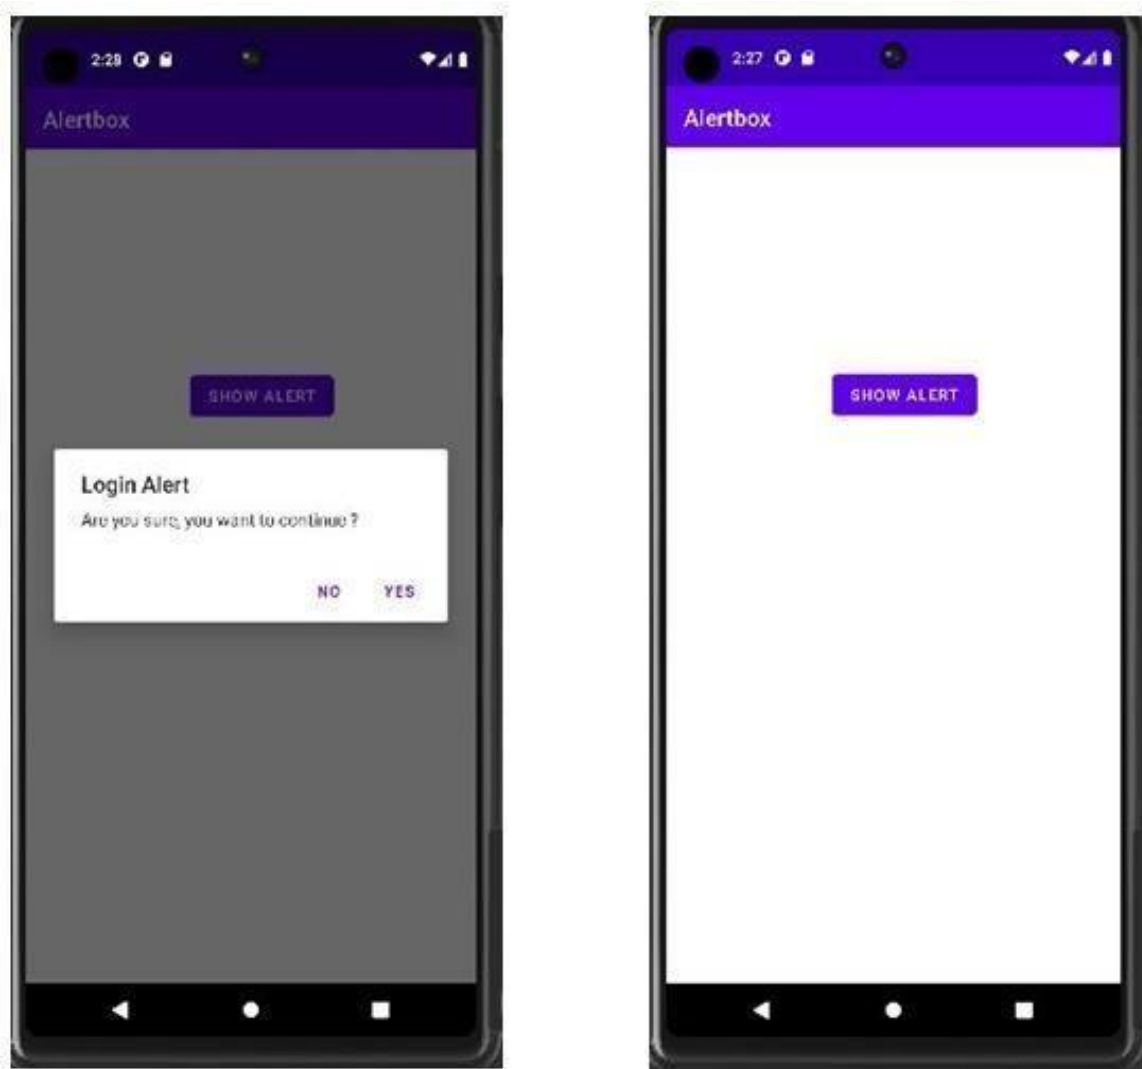 2:28
Alertbox
SHOW ALERT
Login Alert
Are you sure, you want to continue ?
NO YES
2:27
Alertbox
SHOW ALERT